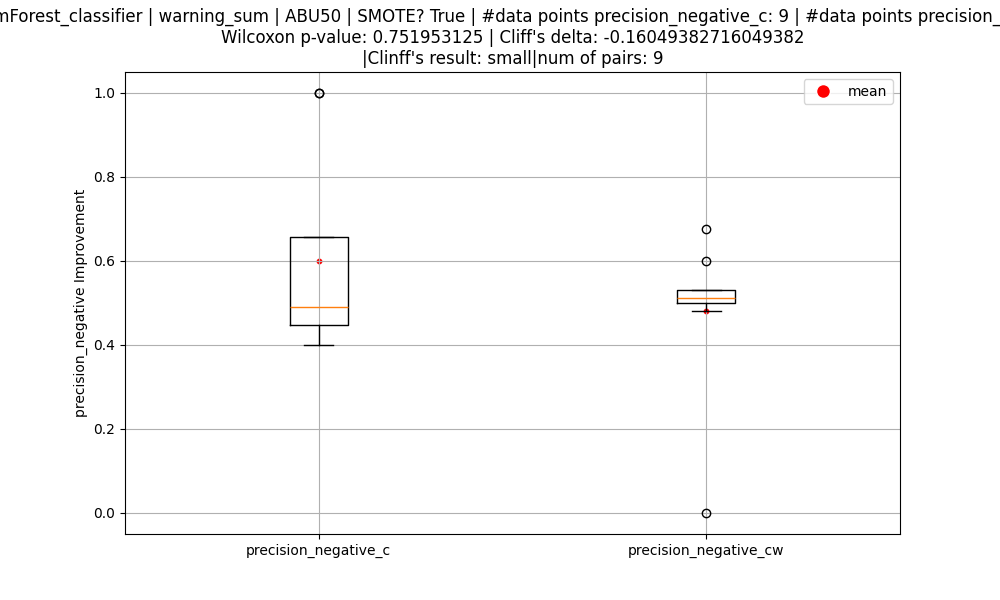 mForest_classifier | warning_sum | ABU50 | SMOTE? True | #data points precision_negative_c: 9 | #data points precision_
Wilcoxon p-value: 0.751953125 | Cliff's delta: -0.16049382716049382
|Clinff's result: small|num of pairs: 9
mean
1.0
0.8
0.6
0.4
0.2
0.0
precision_negative Improvement
precision_negative_c
precision_negative_cw